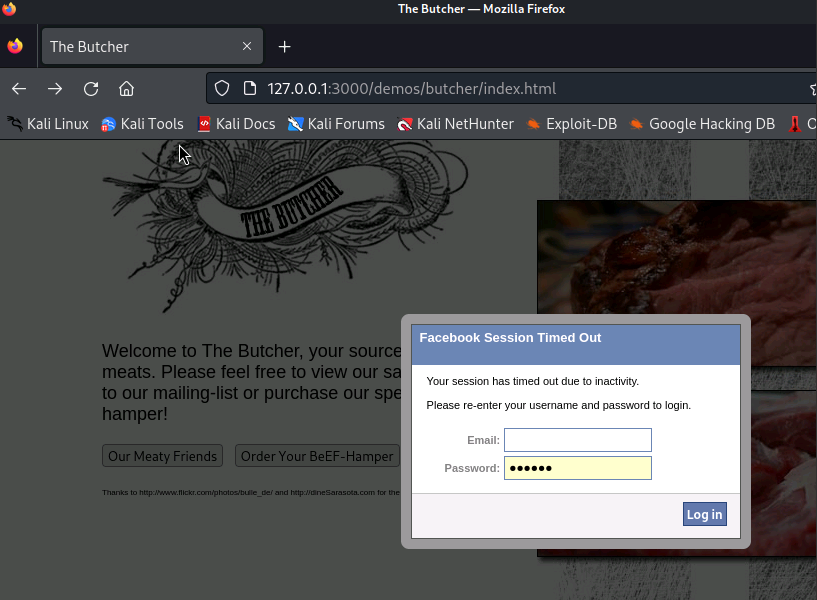 The Butcher — Mozilla Firefox
The Butcher
127.0.0.1:3000/demos/butcher/index.html
Kali Linux Kali Tools Kali Docs Kali Forums Kali NetHunter Exploit-DB Google Hacking DB O
THE BUTCHER
Welcome to The Butcher, your source
meats. Please feel free to view our sa
to our mailing-list or purchase our spe
hamper!
Our Meaty Friends Order Your BeEF-Hamper
Thanks to http://www.flickr.com/photos/bulle_de/ and http://dineSarasota.com for the
Facebook Session Timed Out
Your session has timed out due to inactivity.
Please re-enter your username and password to login.
Email:
Password: ●●●●●●
Log in